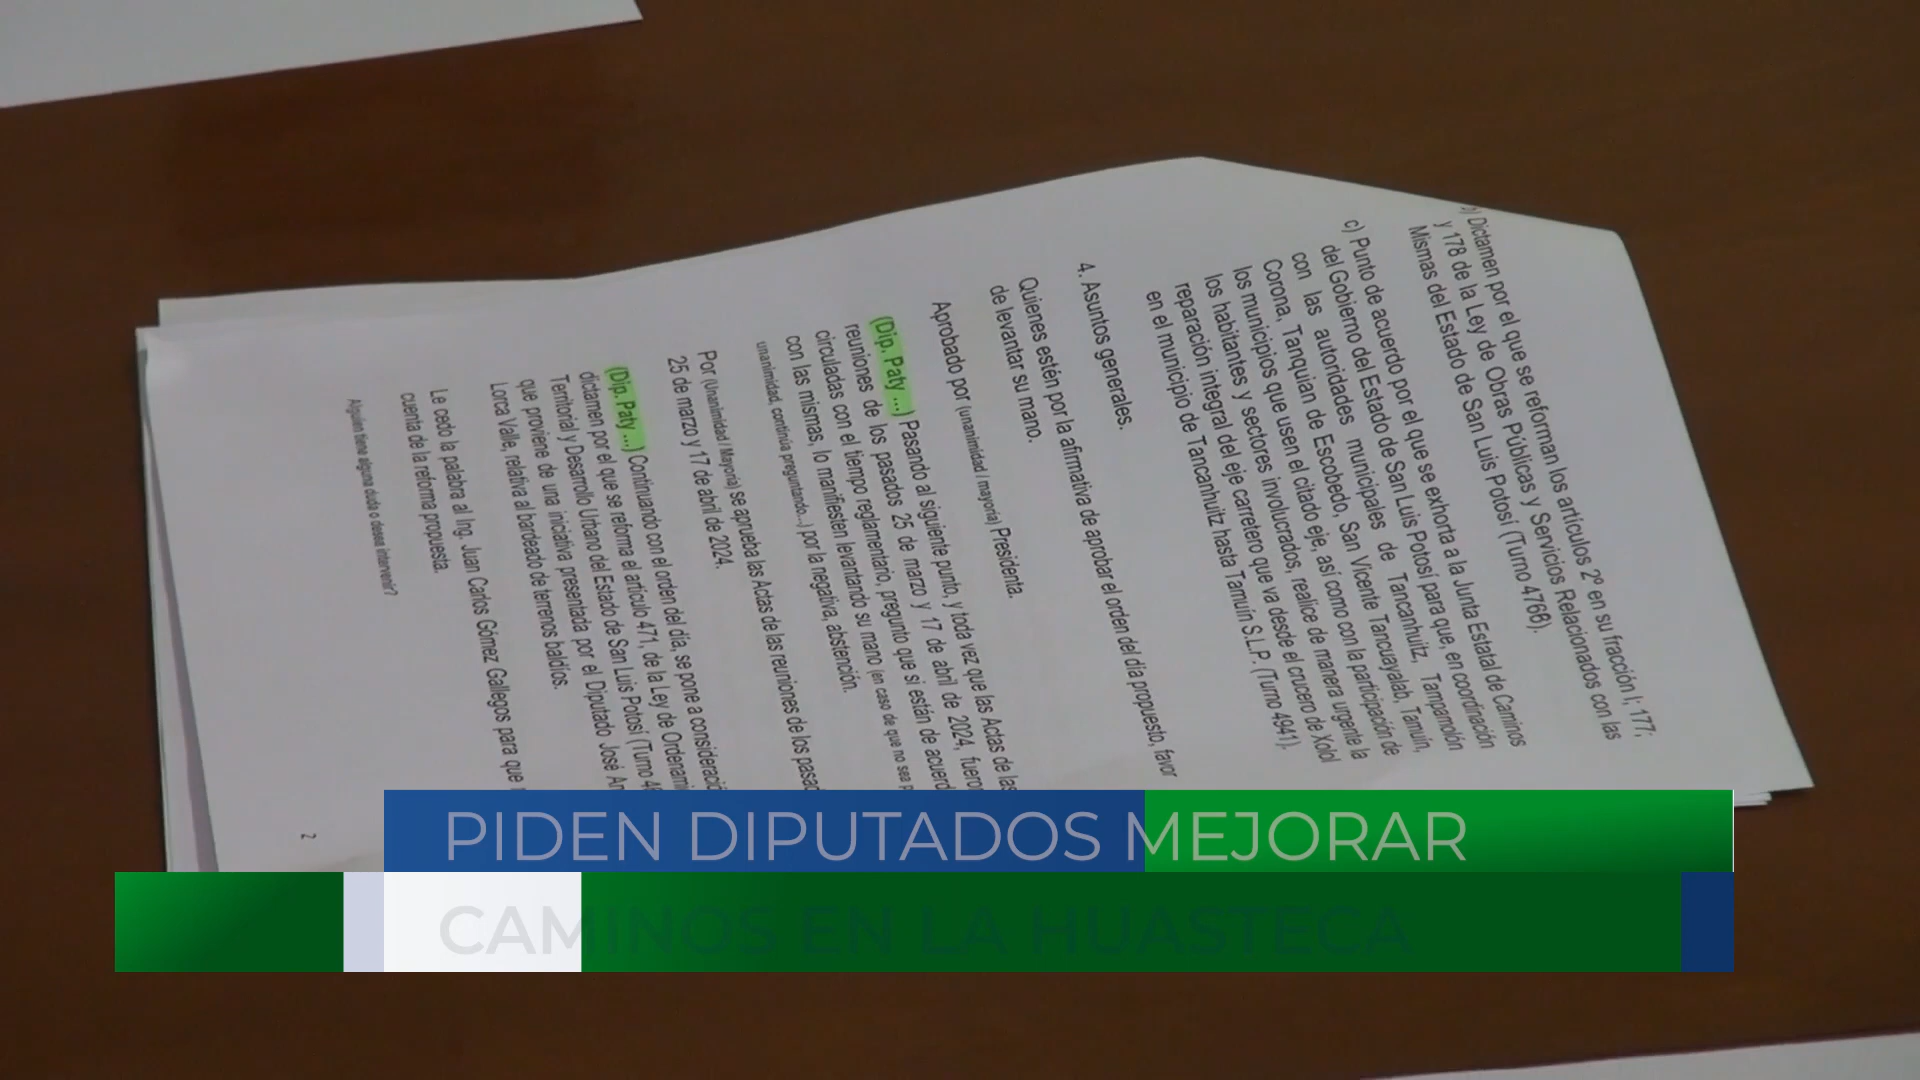 b) Dictamen por el que se reforman los artículos 2º en su fracción I; 177;
y 178 de la Ley de Obras Públicas y Servicios Relacionados con las
Mismas del Estado de San Luis Potosí (Turno 4766).
c) Punto de acuerdo por el que se exhorta a la Junta Estatal de Caminos
del Gobierno del Estado de San Luis Potosí para que, en coordinación
con las autoridades municipales de Tancanhuitz, Tampamolón
Corona, Tanquian de Escobedo, San Vicente Tancuayalab, Tamuín,
los municipios que usen el citado eje, así como con la participación de
los habitantes y sectores involucrados, realice de manera urgente la
reparación integral del eje carretero que va desde el crucero de Xolol
en el municipio de Tancanhuitz hasta Tamuín S.L.P. (Turno 4941).
4. Asuntos generales.
Quienes estén por la afirmativa de aprobar el orden del día propuesto, favor
de levantar su mano.
Aprobado por (unanimidad / mayoría) Presidenta.
(Dip. Paty ...) Pasando al siguiente punto, y toda vez que las Actas de las
reuniones de los pasados 25 de marzo y 17 de abril de 2024, fueron
circuladas con el tiempo reglamentario, pregunto que si están de acuerd
con las mismas, lo manifiesten levantando su mano (en caso de que no sea p
unanimidad, continúa preguntando...) por la negativa, abstención.
Por (Unanimidad / Mayoría) se aprueba las Actas de las reuniones de los pasad
25 de marzo y 17 de abril de 2024.
(Dip. Paty ...) Continuando con el orden del día, se pone a consideració
dictamen por el que se reforma el artículo 471, de la Ley de Ordenami
Territorial y Desarrollo Urbano del Estado de San Luis Potosí (Turno 4
que proviene de una iniciativa presentada por el Diputado José An
Lorca Valle, relativa al bardeado de terrenos baldíos.
Le cedo la palabra al Ing. Juan Carlos Gómez Gallegos para que
cuenta de la reforma propuesta.
Alguien tiene alguna duda o desea intervenir?
2
PIDEN DIPUTADOS MEJORAR
CAMINOS EN LA HUASTECA